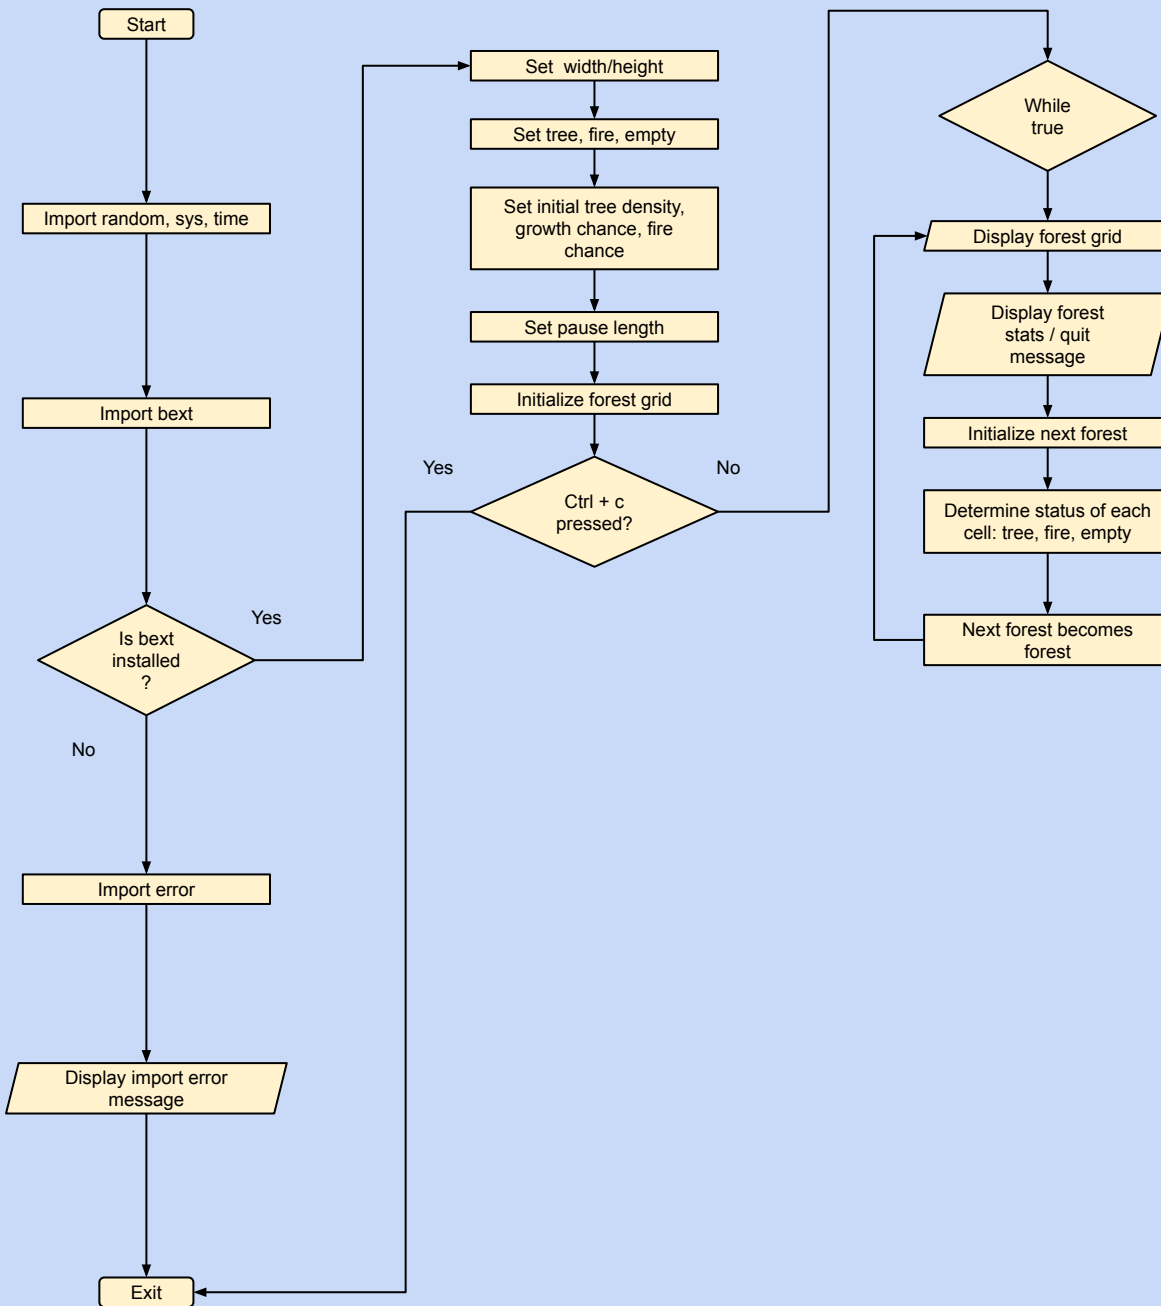 Start
Import random, sys, time
Import bext
Is bext
installed
?
Yes
No
Import error
Display import error
message
Exit
Set  width/height
Set tree, fire, empty
Set initial tree density,
growth chance, fire
chance
Set pause length
Initialize forest grid
Yes
Ctrl + c
pressed?
No
While
true
Display forest grid
Display forest
stats / quit
message
Initialize next forest
Determine status of each
cell: tree, fire, empty
Next forest becomes
forest